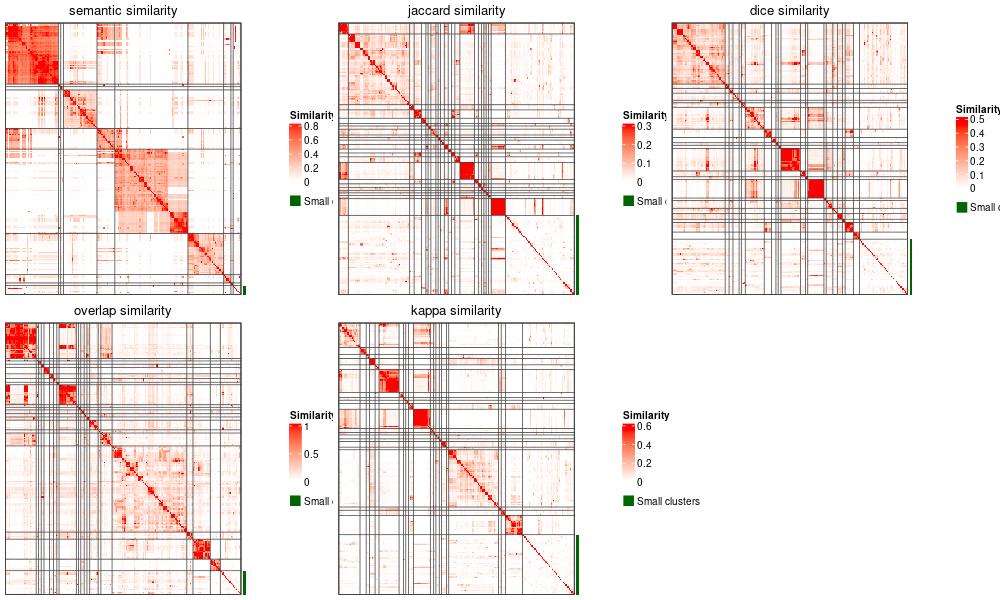 semantic similarity
Similarity
0.8
0.6
0.4
0.2
0
Small
jaccard similarity
Similarity
0.3
0.2
0.1
0
Small
dice similarity
Similarity
0.5
0.4
0.3
0.2
0.1
0
Small
overlap similarity
Similarity
1
0.5
0
Small
kappa similarity
Similarity
0.6
0.4
0.2
0
Small clusters